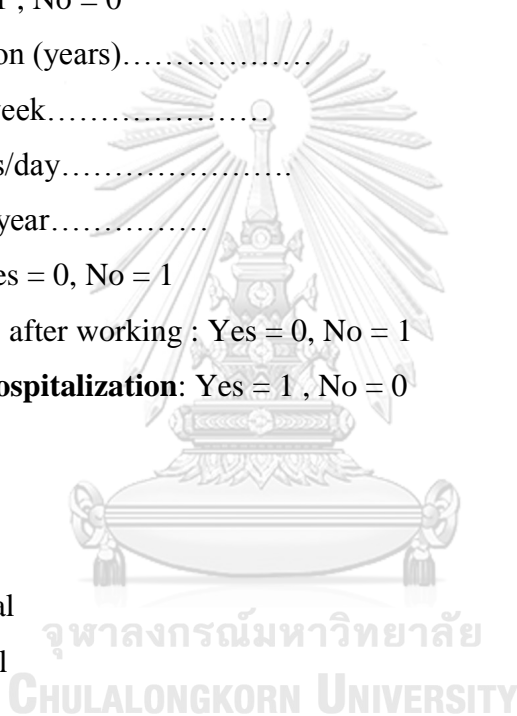 , No = 0
on (years)………………
eek…………………
s/day………………….
year……………
es = 0, No = 1
after working : Yes = 0, No = 1
ospitalization: Yes = 1 , No = 0
al
จุฬาลงกรณ์มหาวิทยาลัย
l
CHULALONGKORN UNIVERSITY